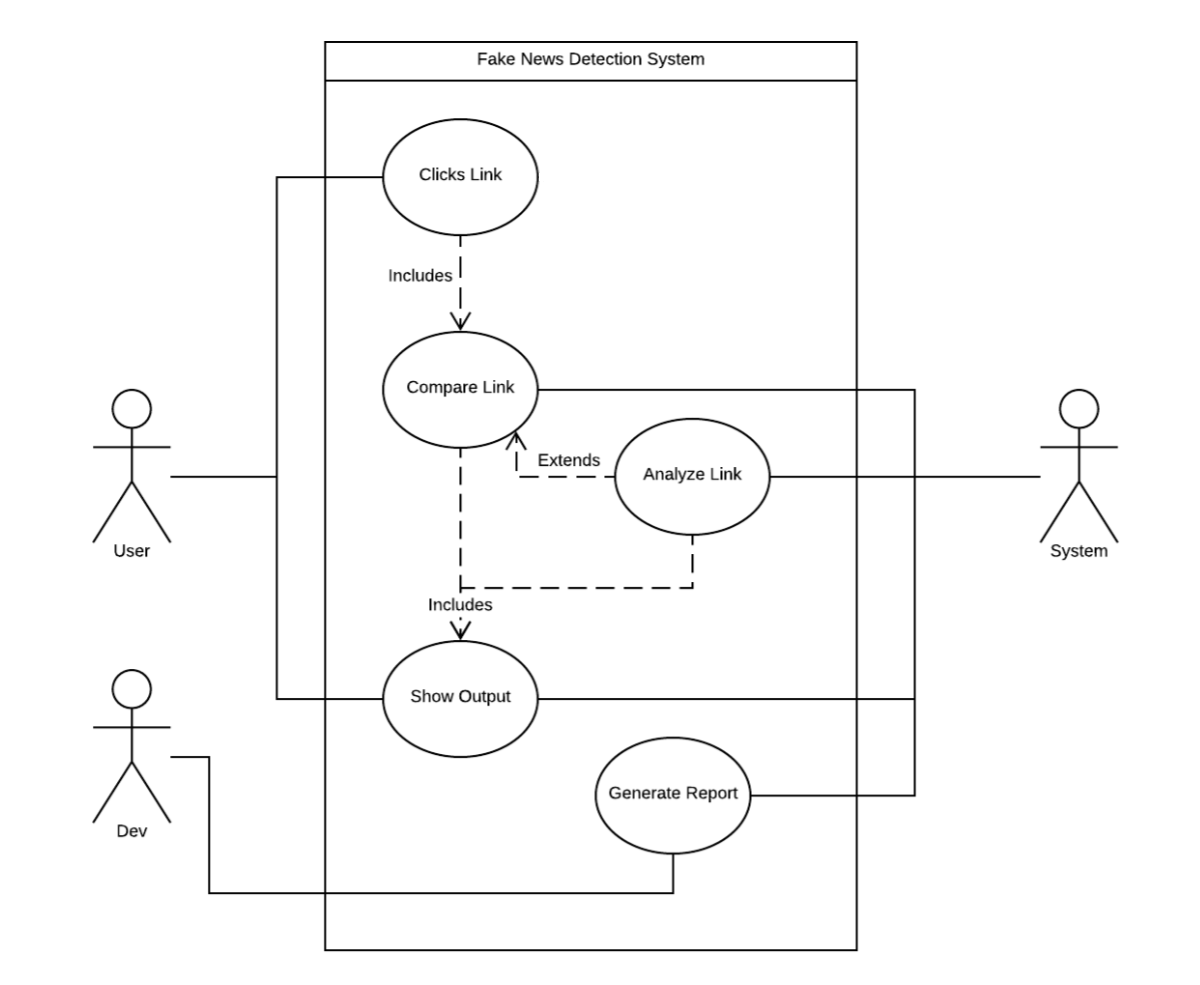 Fake News Detection System
Clicks Link
Includes
Compare Link
Extends
Analyze Link
User
System
Includes
Show Output
Generate Report
Dev